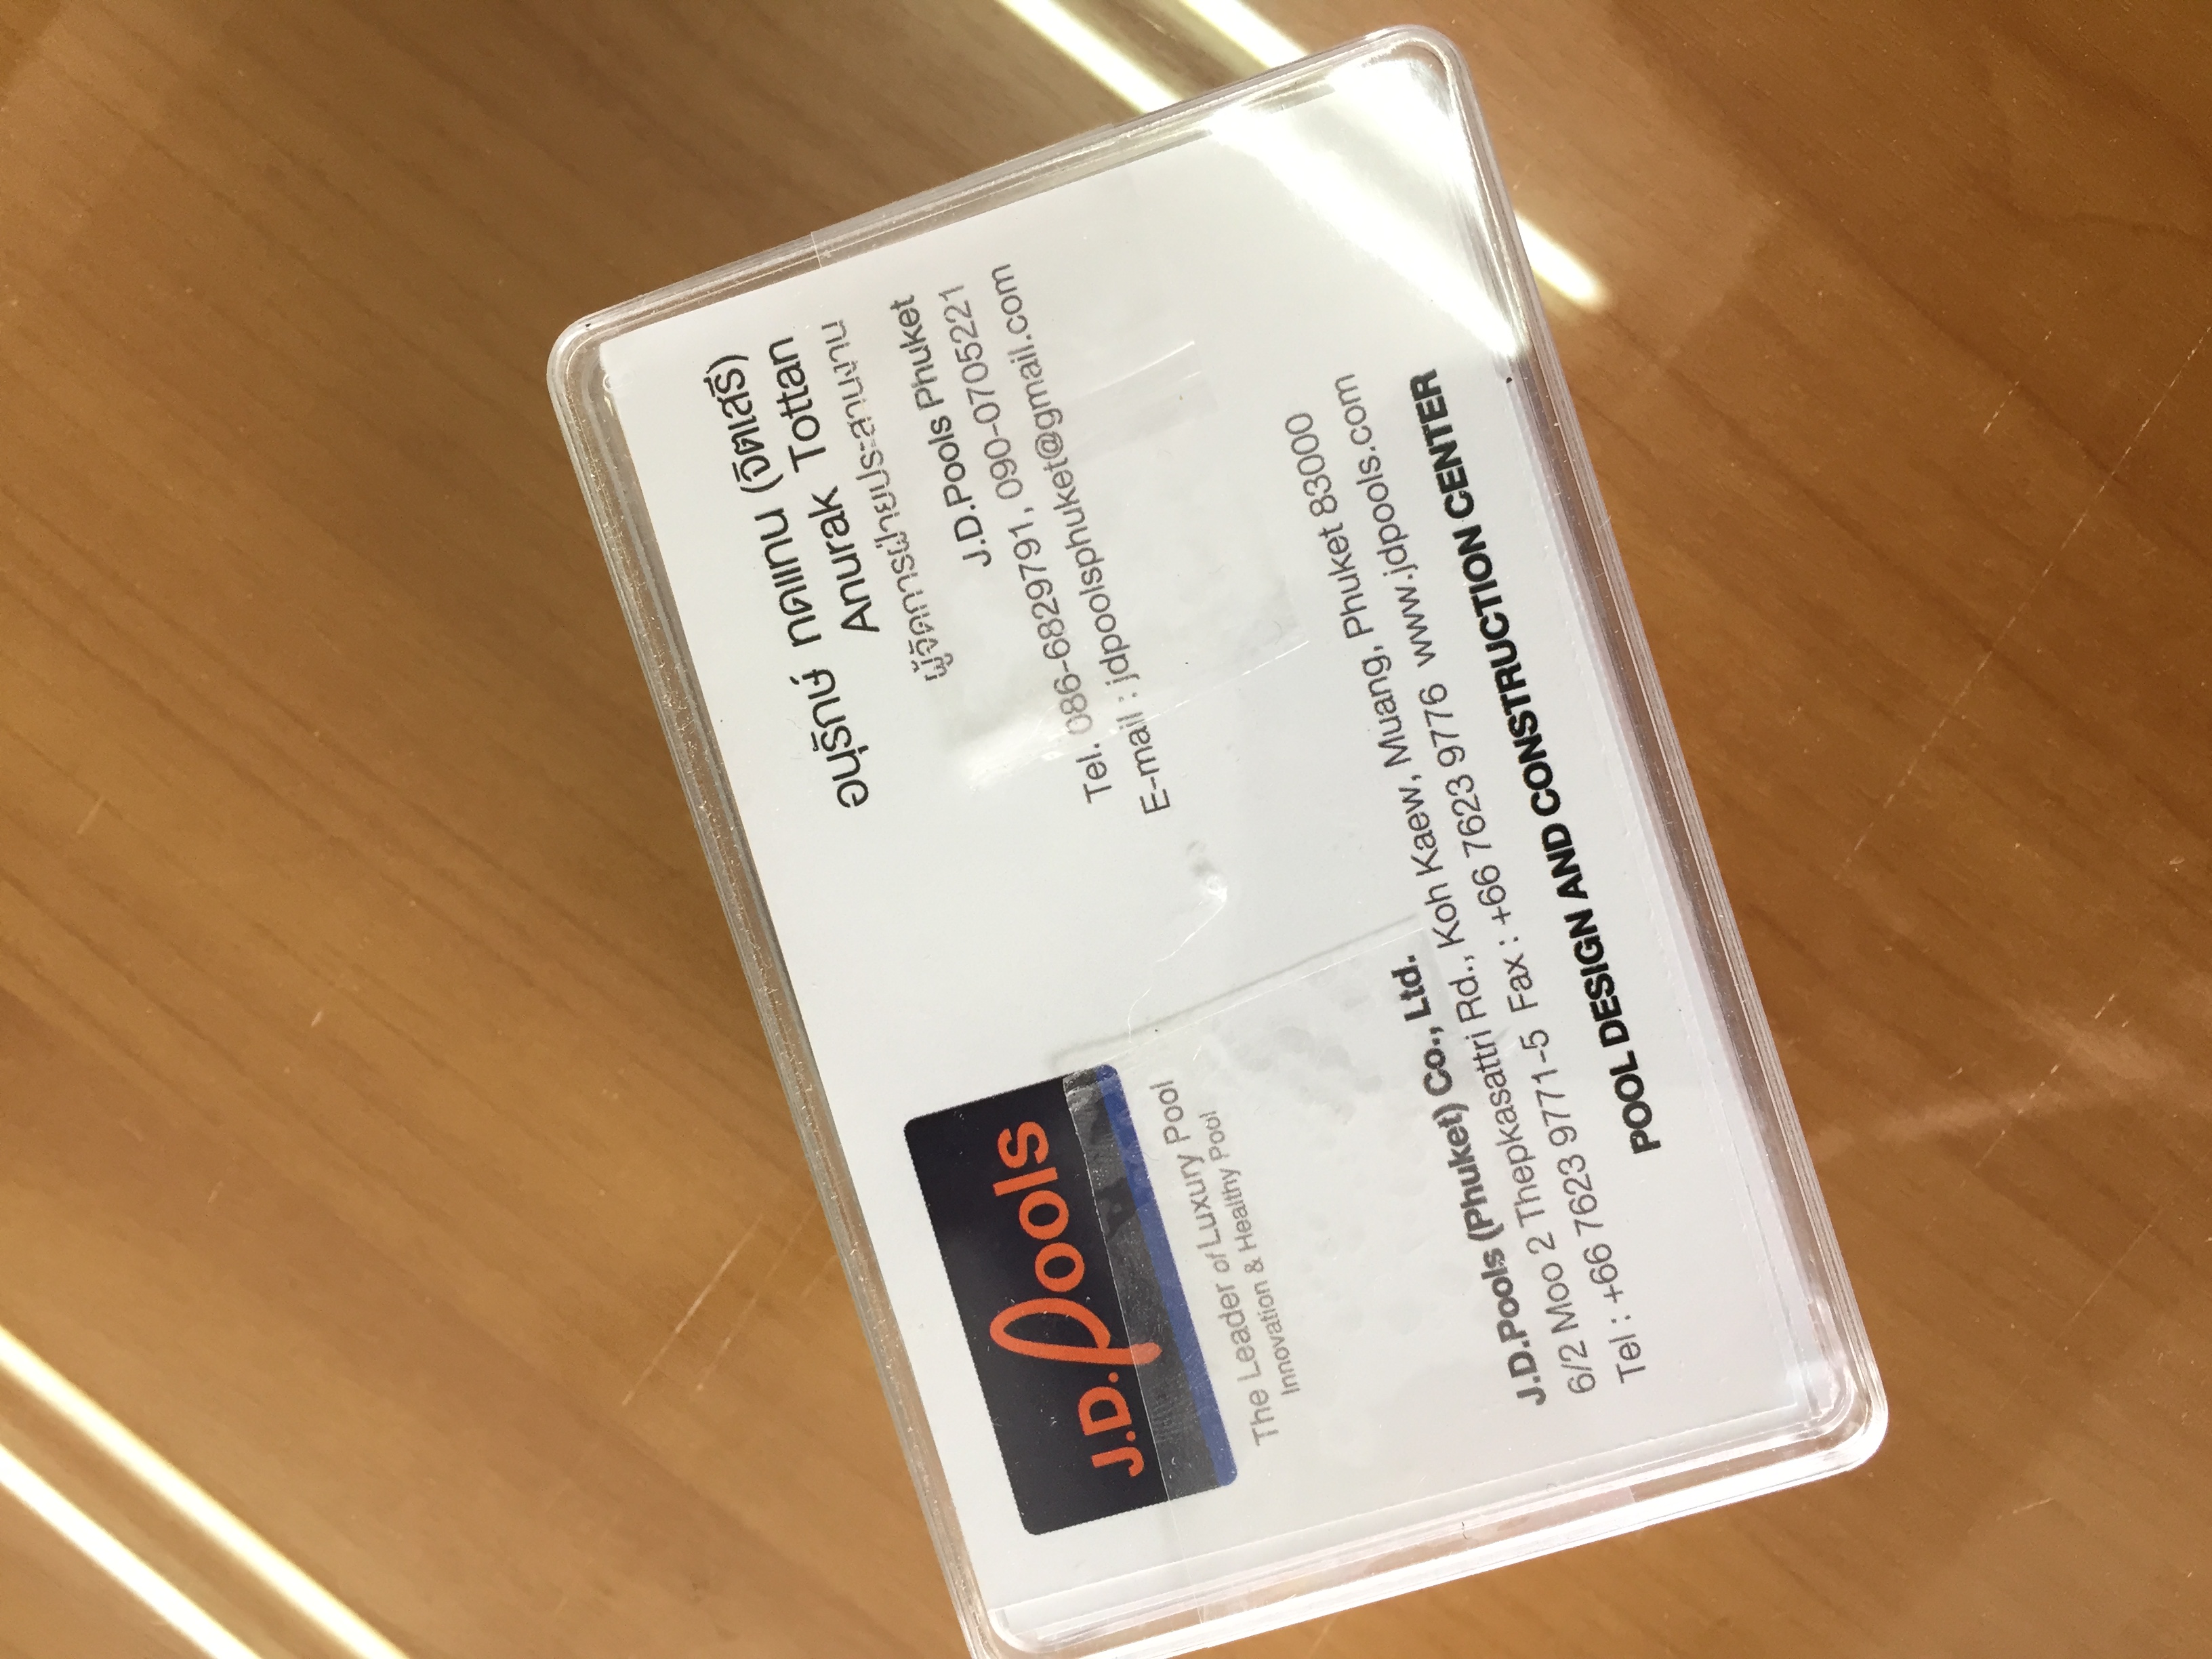 อนุรักษ์ ทดแทน (จิตเสรี)
Anurak Tottan
ผู้จัดการฝ่ายประสานงาน
J.D.Pools Phuket
Tel. 086-6829791, 090-0705221
E-mail : jdpoolsphuket@gmail.com
J.D.Pools
The Leader of Luxury Pool
Innovation & Healthy Pool
J.D.Pools (Phuket) Co., Ltd.
6/2 Moo 2 Thepkasattri Rd., Koh Kaew, Muang, Phuket 83000
Tel : +66 7623 9771-5 Fax : +66 7623 9776 www.jdpools.com
POOL DESIGN AND CONSTRUCTION CENTER